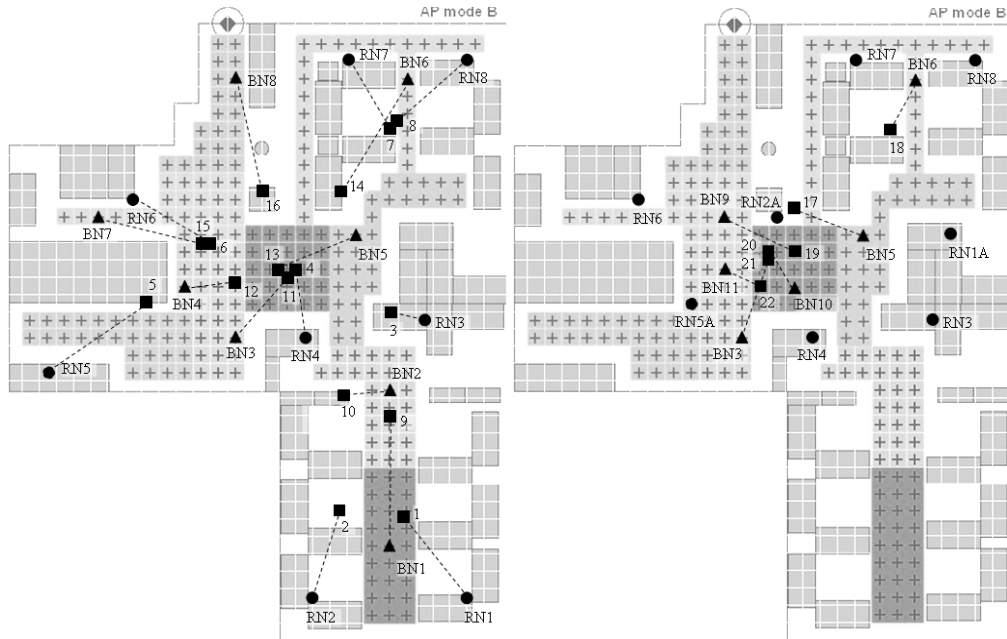 AP mode B
AP mode B
RN7
BN6
RN8
BN8
8
7
14
16
RN6
BN7
15
6
5
13
4
11
BN5
12
BN4
3
RN3
BN3
RN4
RN5
BN2
10
9
2
1
BN1
RN2
RN1
RN7
BN6
RN8
18
RN6
BN9
RN2A
17
BN5
RN1A
20
21
19
BN11
22
BN10
RN5A
BN3
RN4
RN3